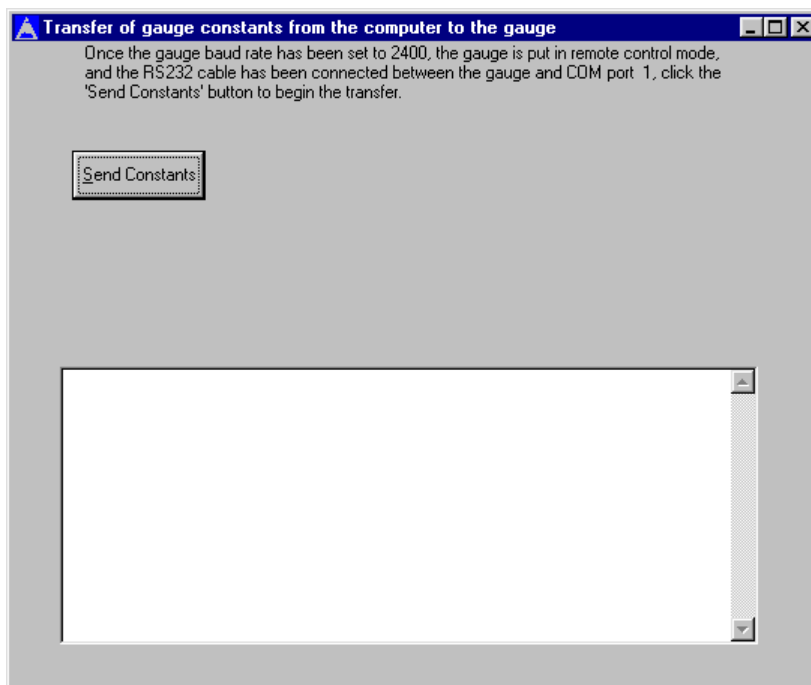 Transfer of gauge constants from the computer to the gauge
Once the gauge baud rate has been set to 2400, the gauge is put in remote control mode,
and the RS232 cable has been connected between the gauge and COM port  1, click the
'Send Constants' button to begin the transfer.
Send Constants